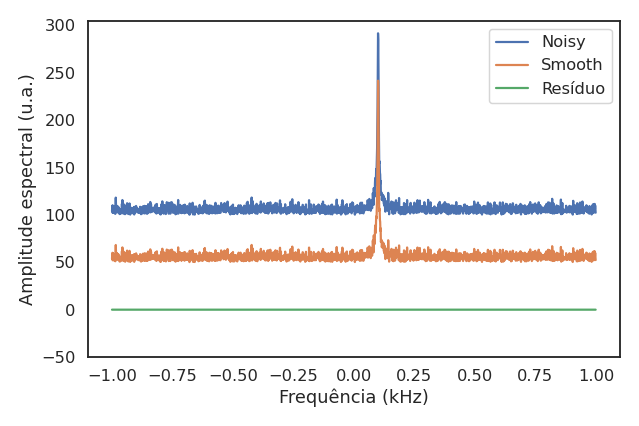 300
250
200
150
100
50
0
−50
Amplitude espectral (u.a.)
Noisy
Smooth
Resíduo
−1.00 −0.75 −0.50 −0.25 0.00 0.25 0.50 0.75 1.00
Frequência (kHz)